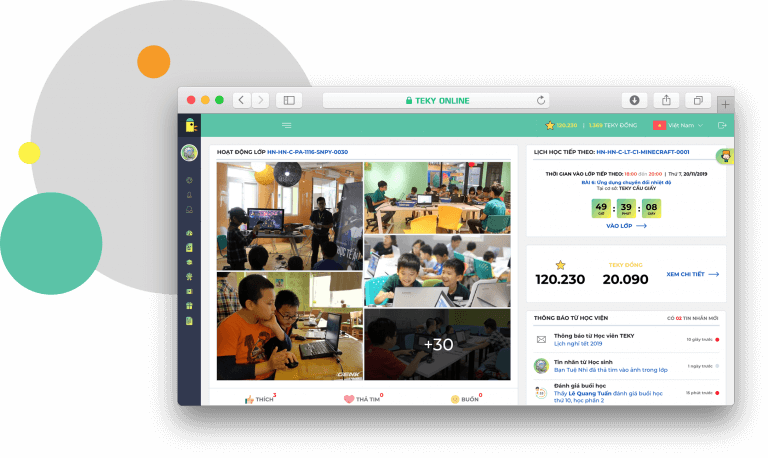 TEKY ONLINE
120.230 | 1.389 TEKY ĐỒNG Việt Nam
HOẠT ĐỘNG LỚP HN-HN-C-PA-1116-SNPY-0030
+30
THÍCH 3
THẢ TIM 0
BUỒN 0
LỊCH HỌC TIẾP THEO: HN-HN-C-LT-C1-MINECRAFT-0001
THỜI GIAN VÀO LỚP TIẾP THEO: 18:00 đến 20:00 | Thứ 7, 20/11/2019
BÀI 6: Ứng dụng chuyển đổi nhiệt độ
Tại cơ sở: TEKY CẦU GIẤY
49 : 39 : 08
PHÚT GIÂY
VÀO LỚP
120.230
TEKY ĐỒNG
20.090
XEM CHI TIẾT
THÔNG BÁO TỪ HỌC VIỆN
CÓ 02 TIN NHẮN MỚI
Thông báo từ Học viện TEKY
Lịch nghỉ tết 2019
10 giây trước
Tin nhắn từ Học sinh
Bạn Tuệ Nhi đã thả tim vào ảnh trong lớp
1 ngày trước
Đánh giá buổi học
Thầy Lê Quang Tuấn đánh giá buổi học
thứ 10, học phần 2
15 phút trước